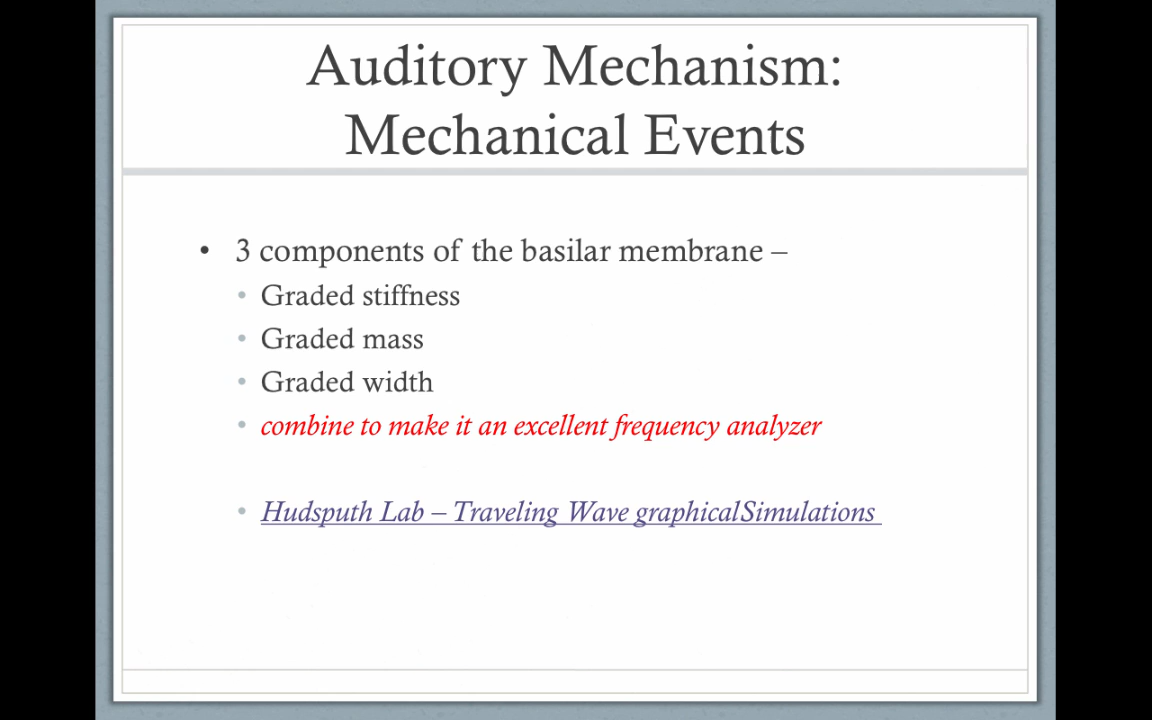 Auditory Mechanism:
Mechanical Events
• 3 components of the basilar membrane –
• Graded stiffness
• Graded mass
• Graded width
• combine to make it an excellent frequency analyzer
• Hudsputh Lab – Traveling Wave graphicalSimulations